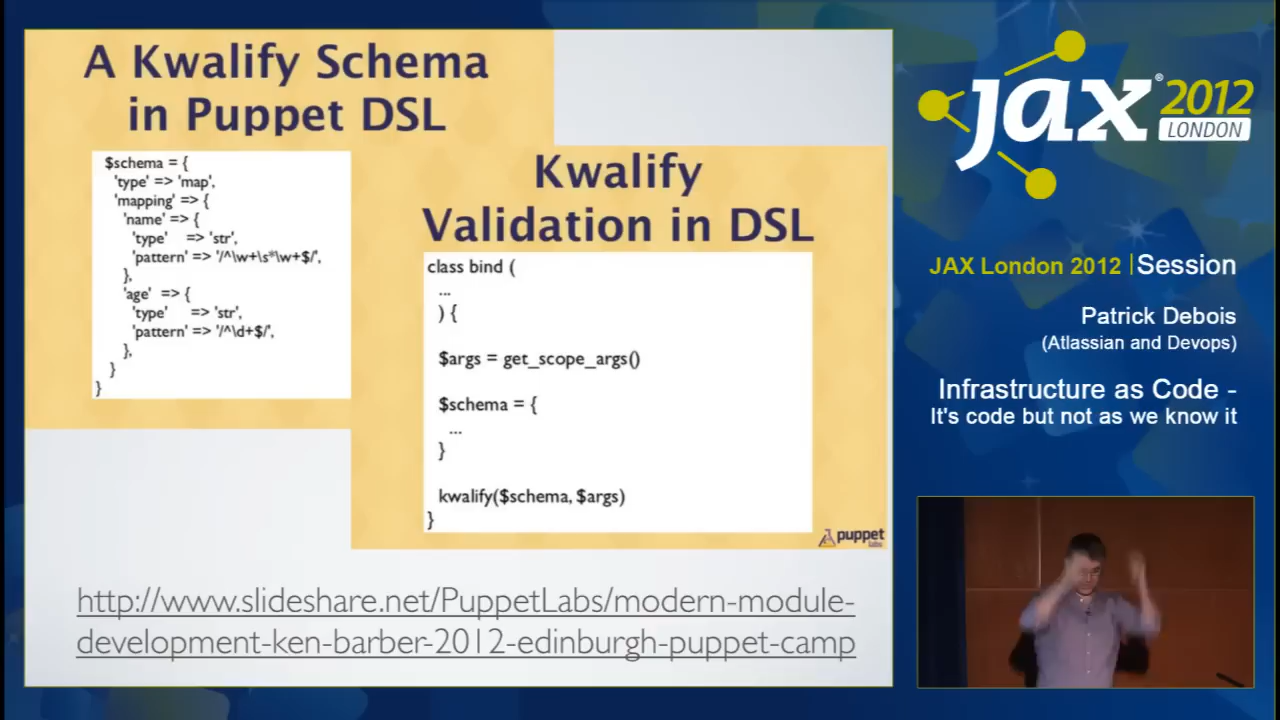 A Kwalify Schema
in Puppet DSL
$schema = {
'type' => 'map',
'mapping' => {
'name' => {
'type' => 'str',
'pattern' => '/^\w+\s*\w+$/',
},
'age' => {
'type' => 'str',
'pattern' => '/^\d+$/',
},
}
}
Kwalify
Validation in DSL
class bind (
...
) {
$args = get_scope_args()
$schema = {
...
}
kwalify($schema, $args)
}
puppet
labs
http://www.slideshare.net/PuppetLabs/modern-module-
development-ken-barber-2012-edinburgh-puppet-camp
jax® 2012
LONDON
JAX London 2012 | Session
Patrick Debois
(Atlassian and Devops)
Infrastructure as Code -
It's code but not as we know it